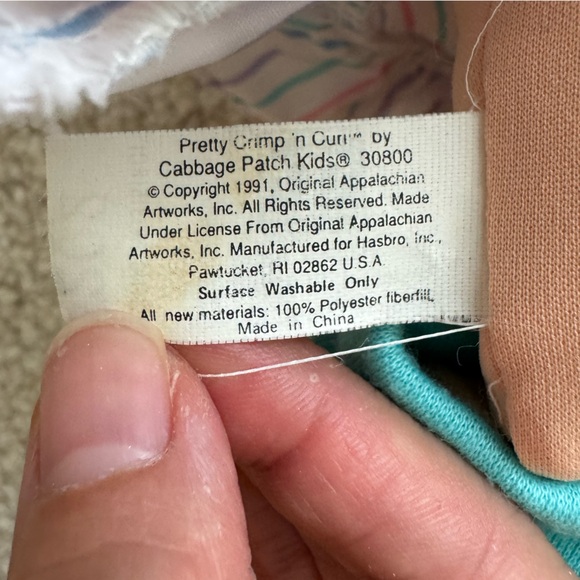 Pretty Crimp 'n Curl™ by
Cabbage Patch Kids® 30800
© Copyright 1991, Original Appalachian
Artworks, Inc. All Rights Reserved. Made
Under License From Original Appalachian
Artworks, Inc. Manufactured for Hasbro, Inc.,
Pawtucket, RI 02862 U.S.A.
Surface Washable Only
All new materials: 100% Polyester fiberfill.
Made in China